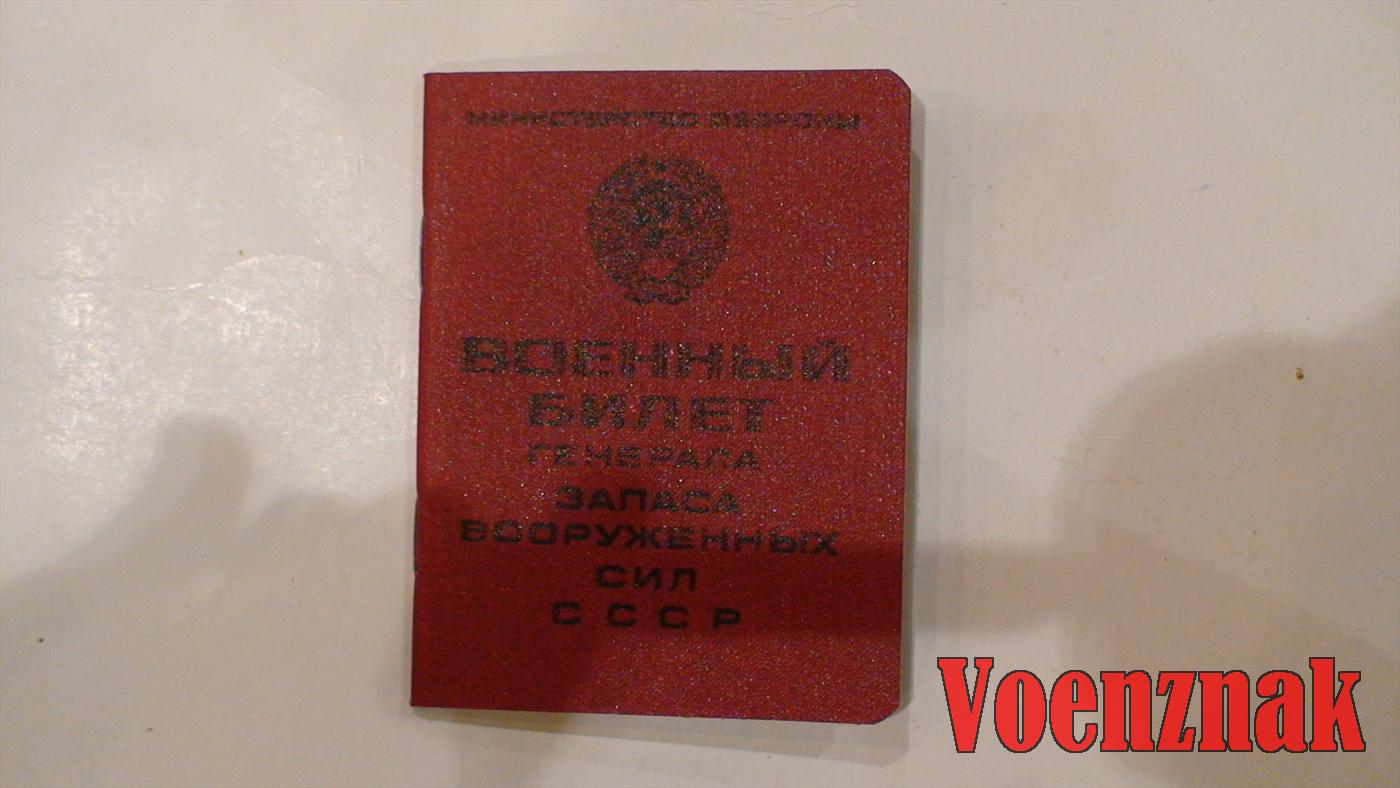 МИНИСТЕРСТВО ОБОРОНЫ
ВОЕННЫЙ
БИЛЕТ
ГЕНЕРАЛА
ЗАПАСА
ВООРУЖЕННЫХ
СИЛ
СССР
Voenznak